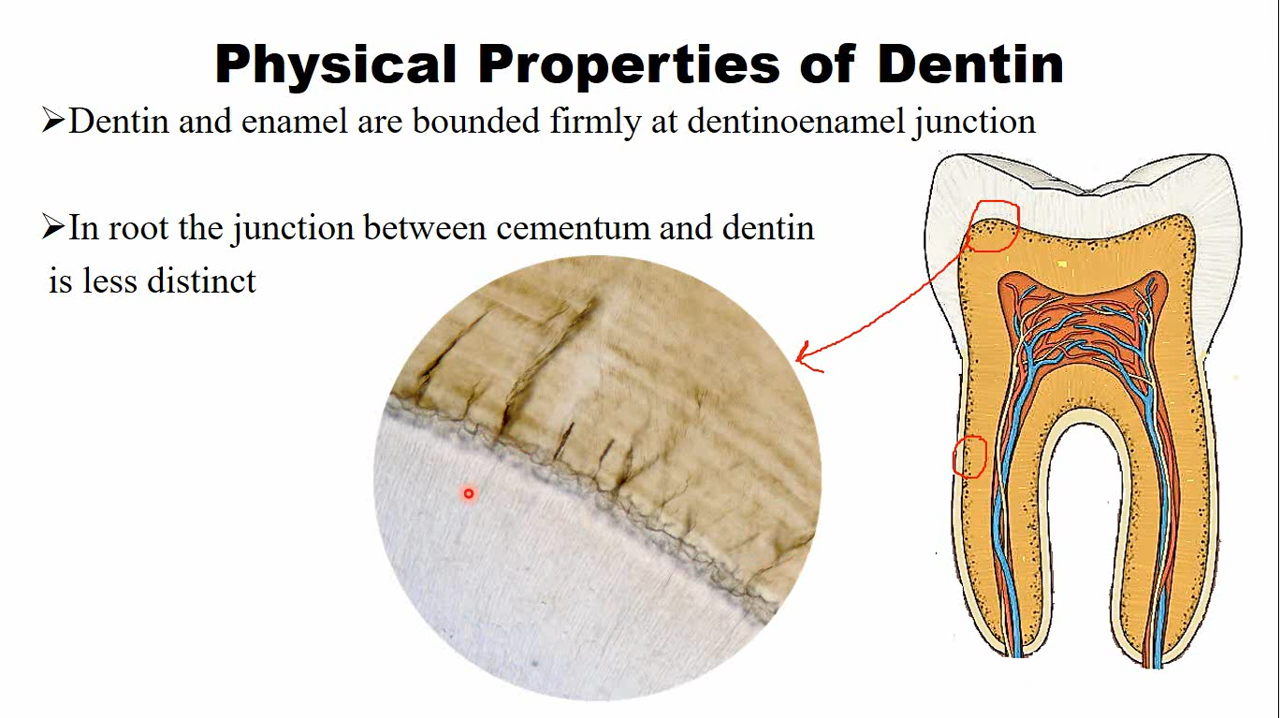 Physical Properties of Dentin
➢Dentin and enamel are bounded firmly at dentinoenamel junction
➢In root the junction between cementum and dentin
is less distinct